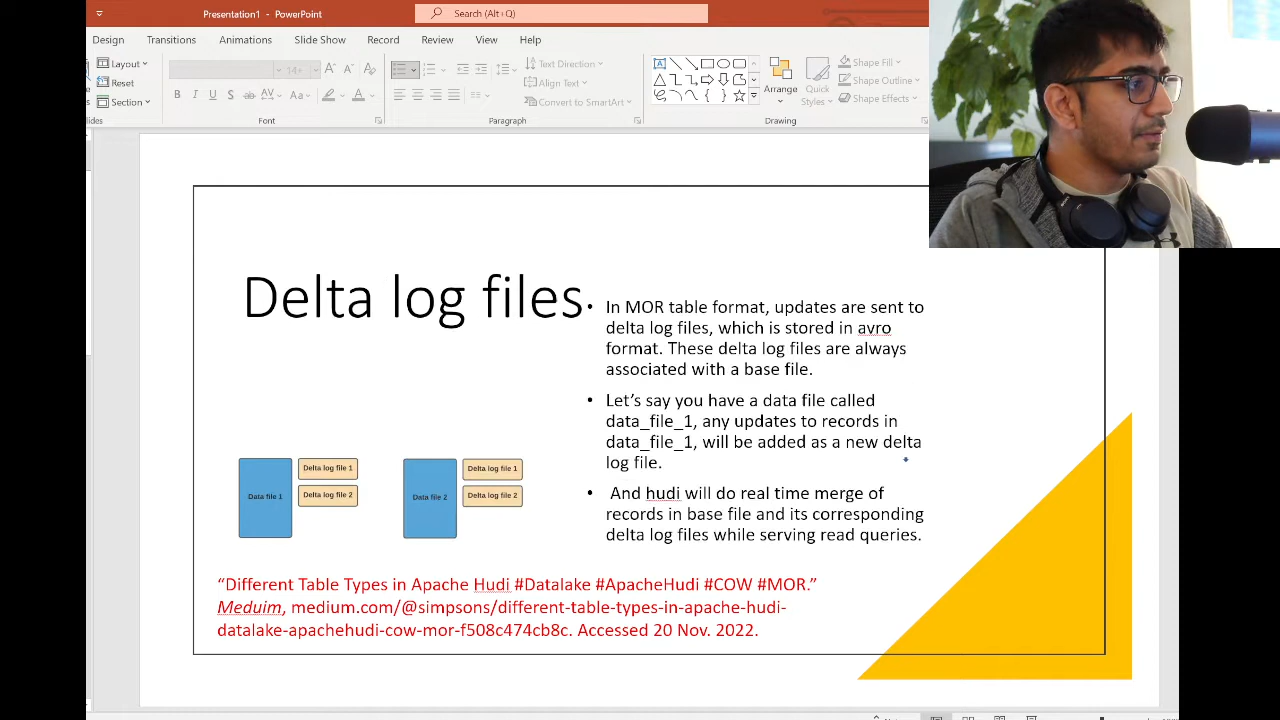 Presentation1 - PowerPoint
Search (Alt+Q)
Design Transitions Animations Slide Show Record Review View Help
Layout
Reset
Section
14+
Text Direction
Align Text
Convert to SmartArt
Arrange
Quick Styles
Shape Fill
Shape Outline
Shape Effects
lides
Font
Paragraph
Drawing
Delta log files
• In MOR table format, updates are sent to
delta log files, which is stored in avro
format. These delta log files are always
associated with a base file.
• Let’s say you have a data file called
data_file_1, any updates to records in
data_file_1, will be added as a new delta
log file.
• And hudi will do real time merge of
records in base file and its corresponding
delta log files while serving read queries.
Data file 1
Delta log file 1
Delta log file 2
Data file 2
Delta log file 1
Delta log file 2
“Different Table Types in Apache Hudi #Datalake #ApacheHudi #COW #MOR.”
Meduim, medium.com/@simpsons/different-table-types-in-apache-hudi-
datalake-apachehudi-cow-mor-f508c474cb8c. Accessed 20 Nov. 2022.